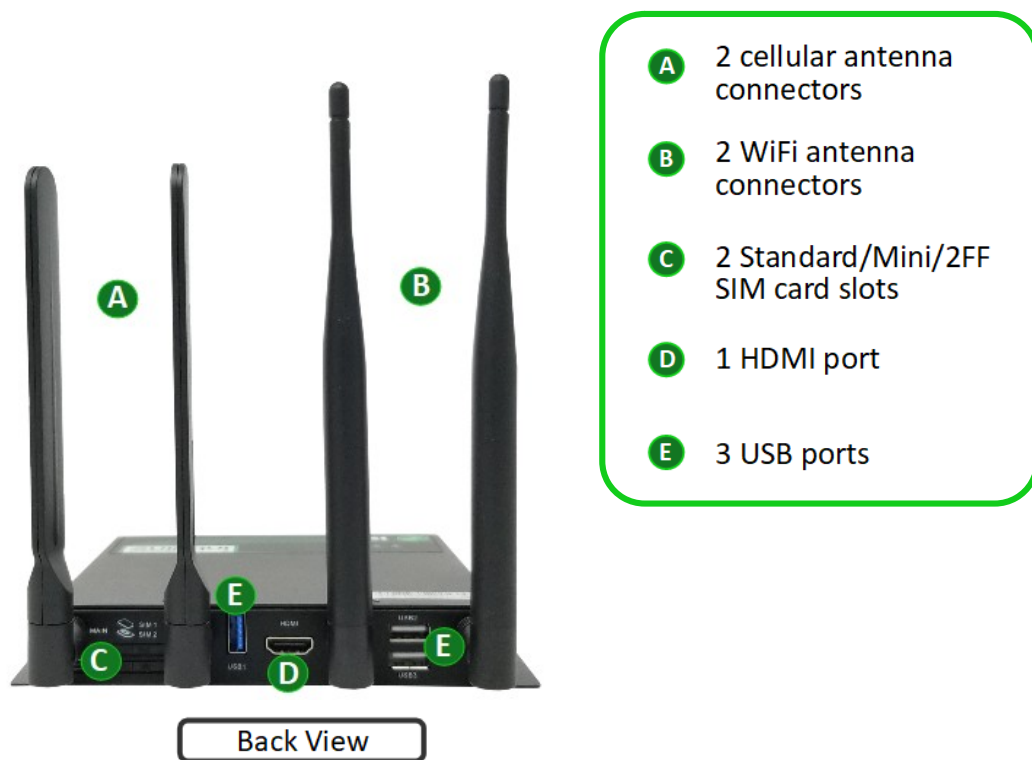 A
2 cellular antenna
connectors
B
2 WiFi antenna
connectors
C
2 Standard/Mini/2FF
SIM card slots
D
1 HDMI port
E
3 USB ports
A
B
E
USB2
MAIN
SIM 1
SIM 2
HDMI
E
C
USB1
D
USB3
Back View